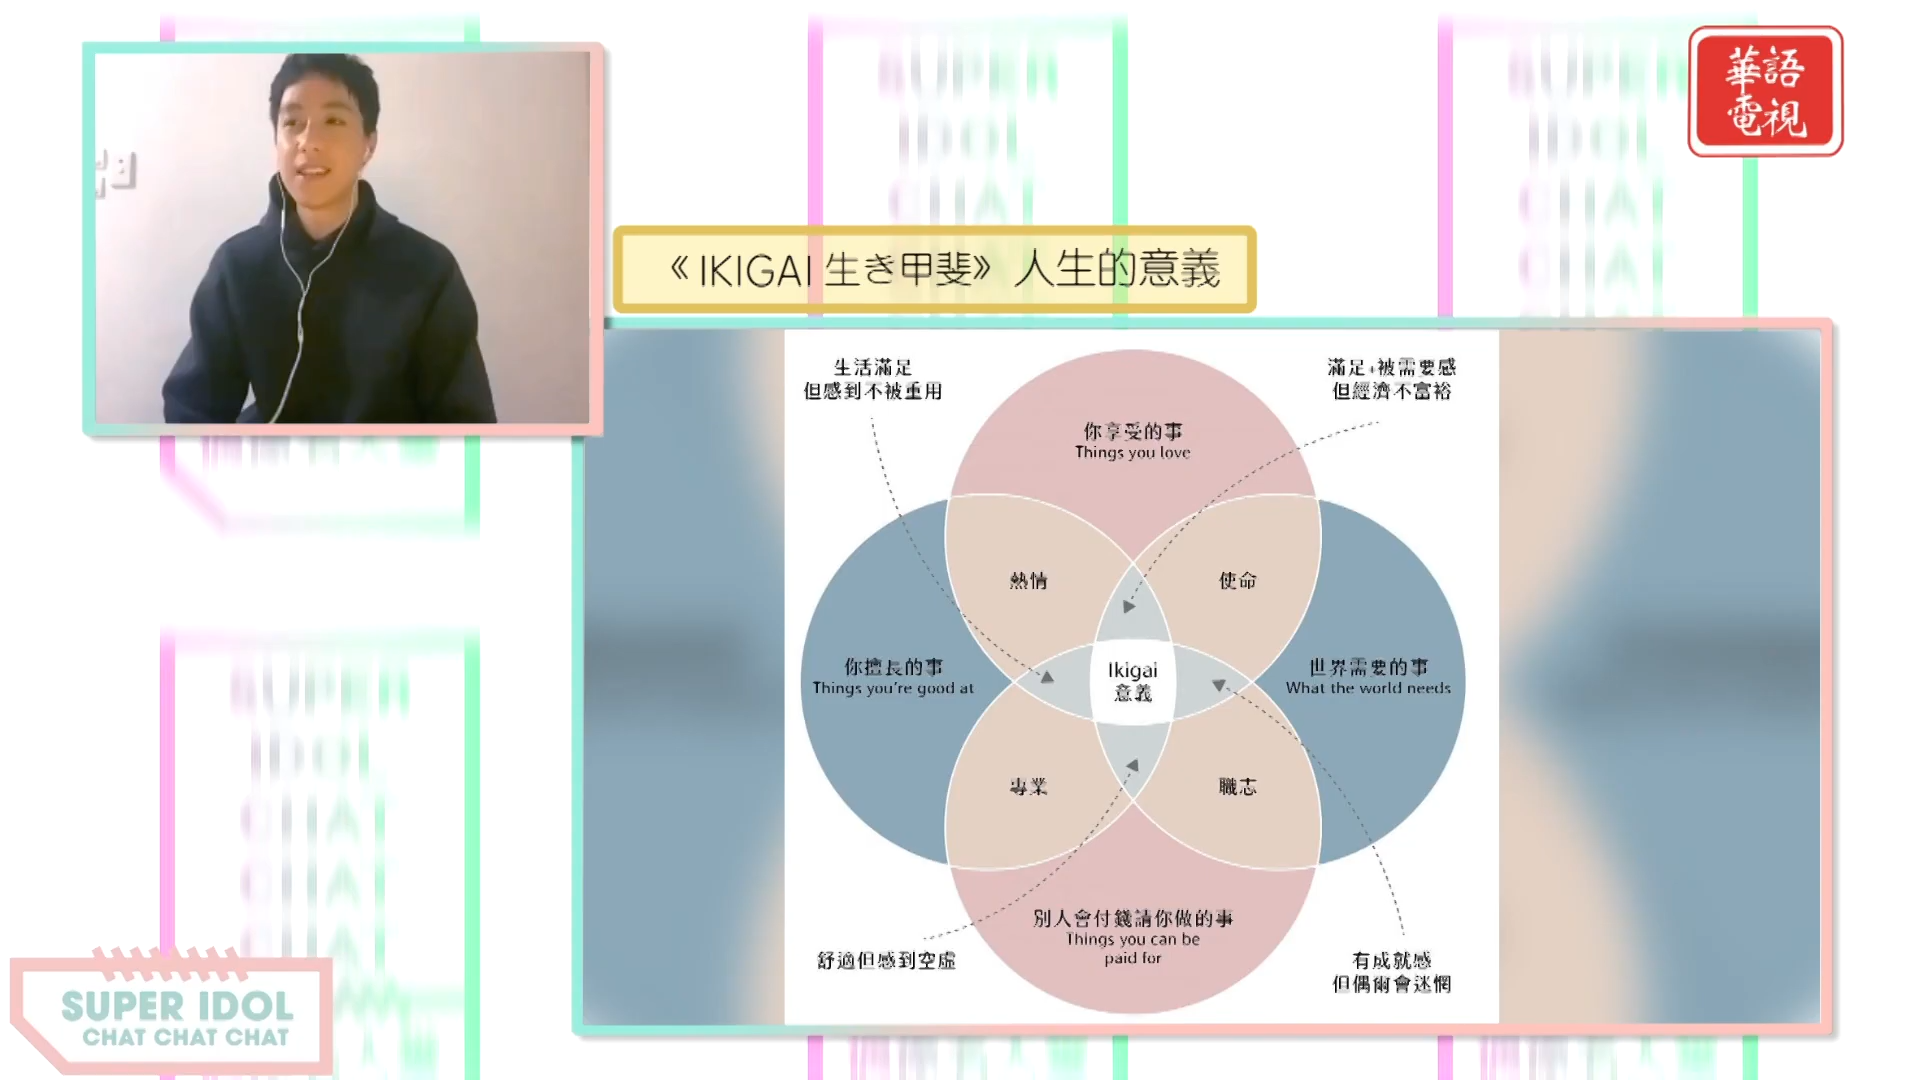 華語
電視
《IKIGAI 生き甲斐》 人生的意義
生活滿足
但感到不被重用
滿足+被需要感
但經濟不富裕
你享受的事
Things you love
熱情
使命
你擅長的事
Things you're good at
Ikigai
意義
世界需要的事
What the world needs
專業
職志
別人會付錢請你做的事
Things you can be
paid for
舒適但感到空虛
有成就感
但偶爾會迷惘
SUPER IDOL
CHAT CHAT CHAT